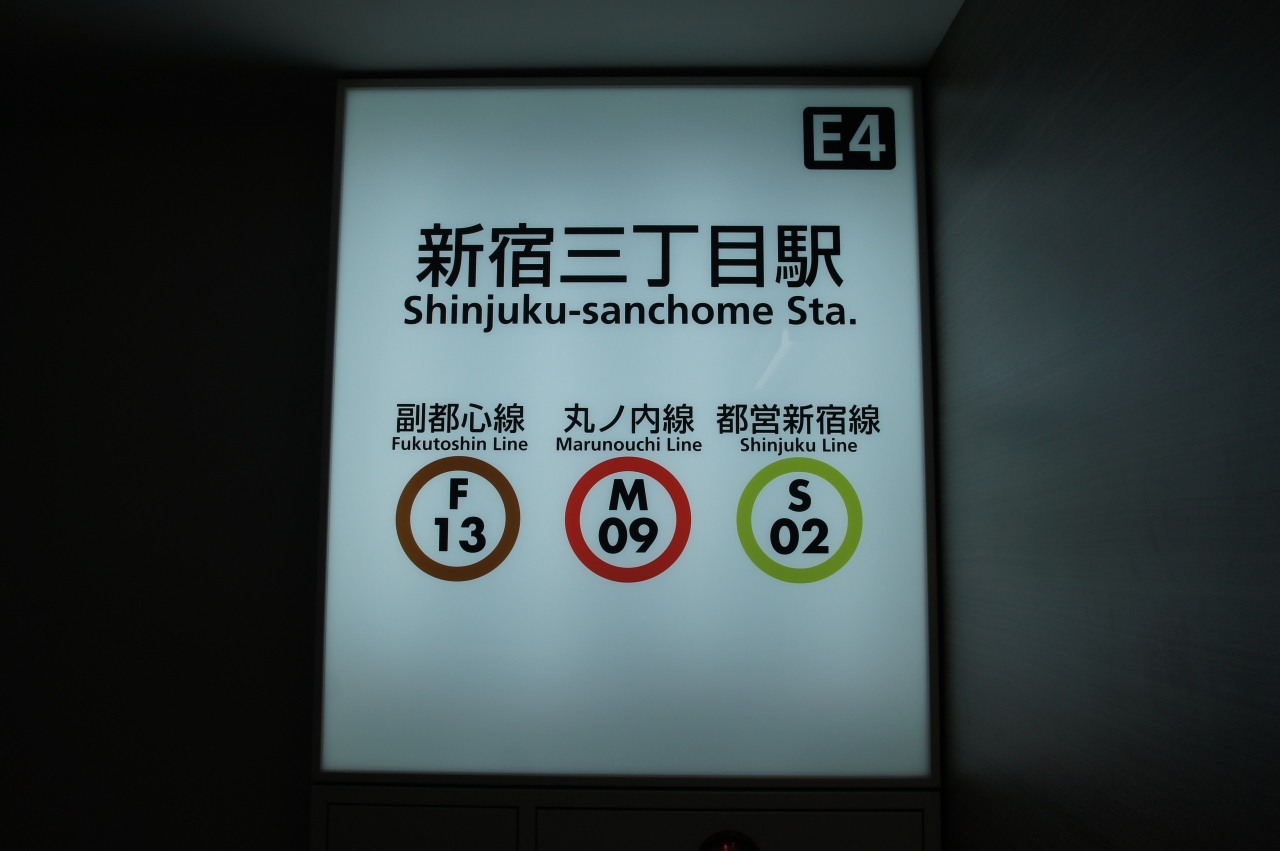 E4
新宿三丁目駅
Shinjuku-sanchome Sta.
副都心線 丸ノ内線 都営新宿線
Fukutoshin Line Marunouchi Line Shinjuku Line
F M S
13 09 02